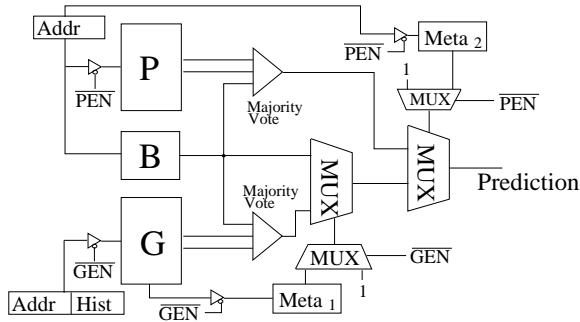 Addr
P
PEN
PEN
Meta 2
1
MUX
PEN
Majority
Vote
B
MUX
MUX
Prediction
Majority
Vote
G
GEN
MUX
GEN
Addr Hist
GEN
Meta 1
1